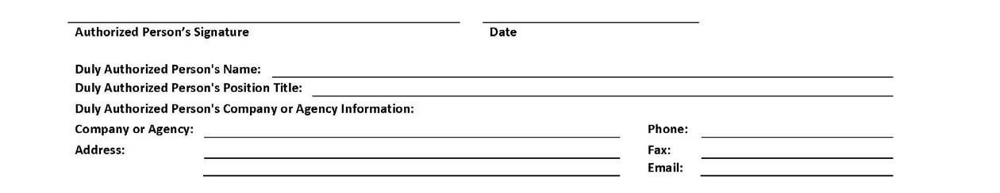 Authorized Person’s Signature Date
Duly Authorized Person's Name:
Duly Authorized Person's Position Title:
Duly Authorized Person's Company or Agency Information:
Company or Agency: Phone:
Address: Fax:
Email: